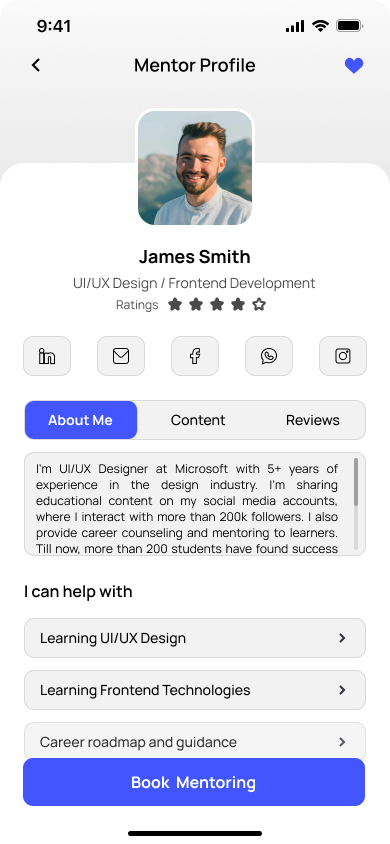 9:41
Mentor Profile
James Smith
UI/UX Design / Frontend Development
Ratings
About Me
Content
Reviews
I'm UI/UX Designer at Microsoft with 5+ years of
experience in the design industry. I'm sharing
educational content on my social media accounts,
where I interact with more than 200k followers. I also
provide career counseling and mentoring to learners.
Till now, more than 200 students have found success
I can help with
Learning UI/UX Design
Learning Frontend Technologies
Career roadmap and guidance
Book Mentoring